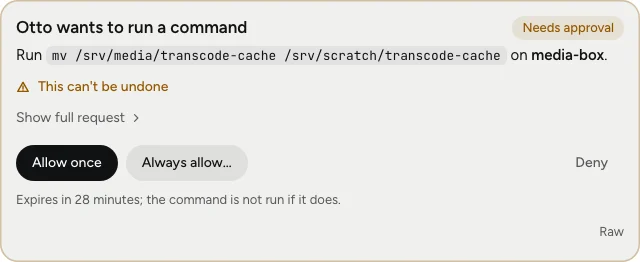 Otto wants to run a command
Needs approval
Run mv /srv/media/transcode-cache /srv/scratch/transcode-cache on media-box.
This can't be undone
Show full request
Allow once
Always allow...
Deny
Expires in 28 minutes; the command is not run if it does.
Raw